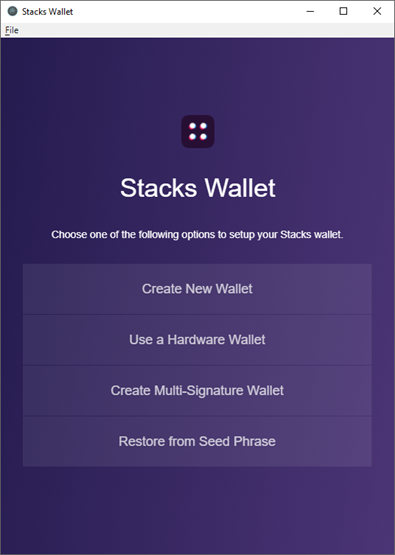 Stacks Wallet
File
Stacks Wallet
Choose one of the following options to setup your Stacks wallet.
Create New Wallet
Use a Hardware Wallet
Create Multi-Signature Wallet
Restore from Seed Phrase